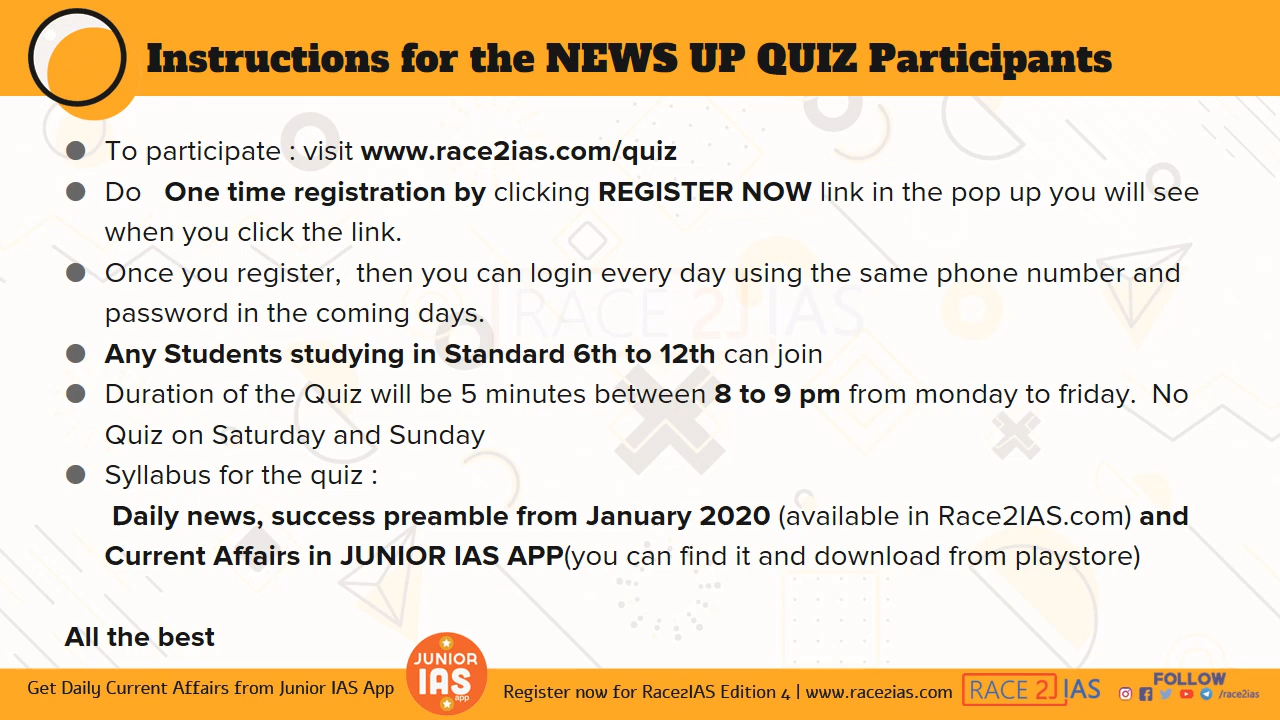 Instructions for the NEWS UP QUIZ Participants
● To participate : visit www.race2ias.com/quiz
● Do One time registration by clicking REGISTER NOW link in the pop up you will see
when you click the link.
● Once you register, then you can login every day using the same phone number and
password in the coming days.
● Any Students studying in Standard 6th to 12th can join
● Duration of the Quiz will be 5 minutes between 8 to 9 pm from monday to friday. No
Quiz on Saturday and Sunday
● Syllabus for the quiz :
Daily news, success preamble from January 2020 (available in Race2IAS.com) and
Current Affairs in JUNIOR IAS APP(you can find it and download from playstore)
All the best
RACE 2 IAS
Get Daily Current Affairs from Junior IAS App
JUNIOR
IAS
app
Register now for Race2IAS Edition 4 | www.race2ias.com
RACE 2 IAS
FOLLOW
/race2ias